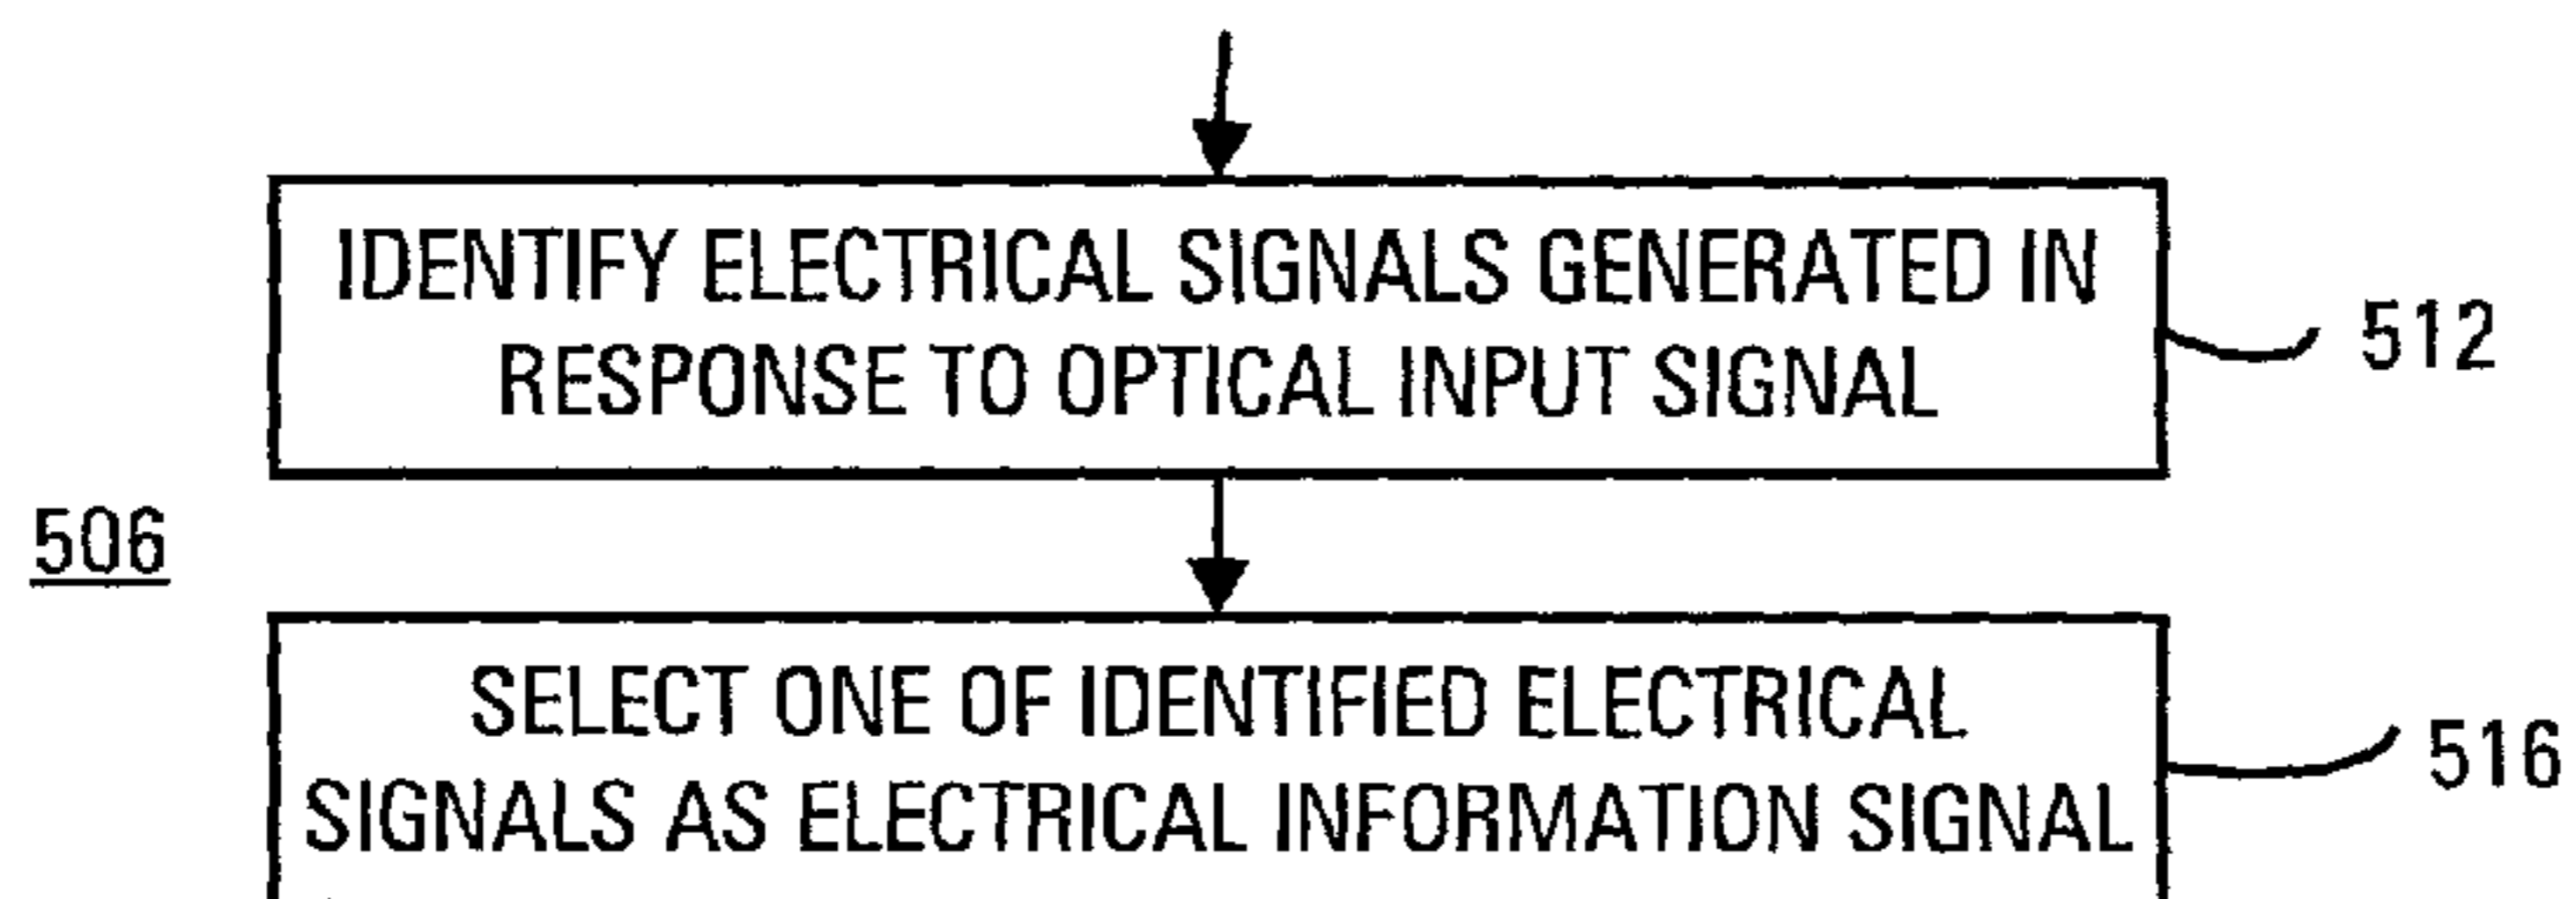 IDENTIFY ELECTRICAL SIGNALS GENERATED IN
RESPONSE TO OPTICAL INPUT SIGNAL
512
506
SELECT ONE OF IDENTIFIED ELECTRICAL
SIGNALS AS ELECTRICAL INFORMATION SIGNAL
516